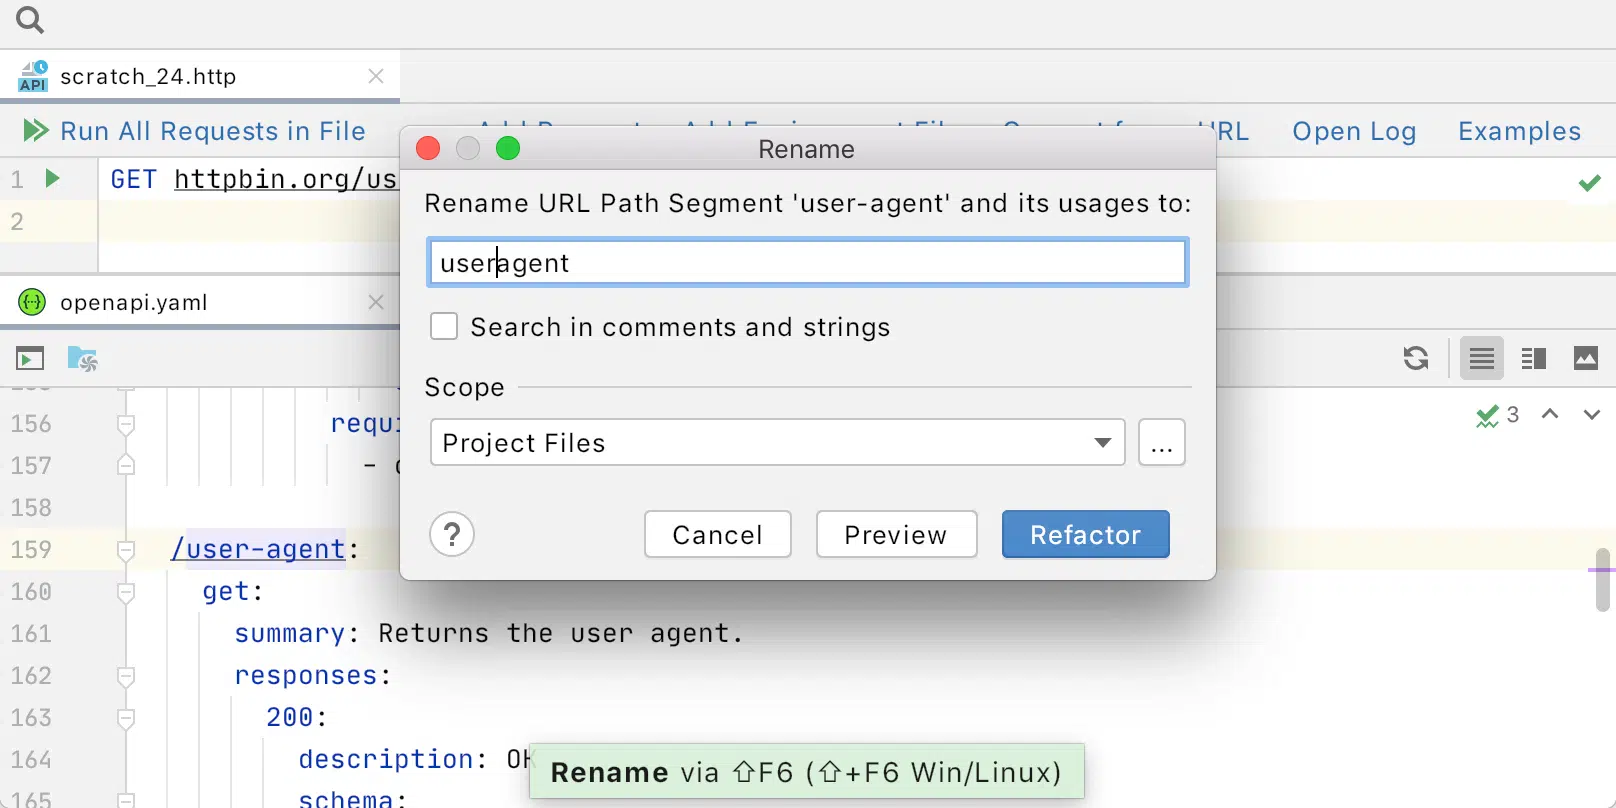 API scratch_24.http
Run All Requests in File
URL Open Log Examples
1 GET httpbin.org/us
2
Rename
Rename URL Path Segment 'user-agent' and its usages to:
useragent
Search in comments and strings
Scope
Project Files ...
? Cancel Preview Refactor
openapi.yaml
3
156 requi
157 -
158
159 /user-agent:
160 get:
161 summary: Returns the user agent.
162 responses:
163 200:
164 description: OK
165 schema:
Rename via ⇧F6 (⇧+F6 Win/Linux)